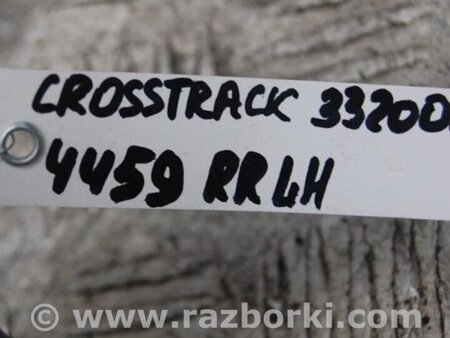 CROSSTRACK 33200
4459 RR LH
© www.razborki.com